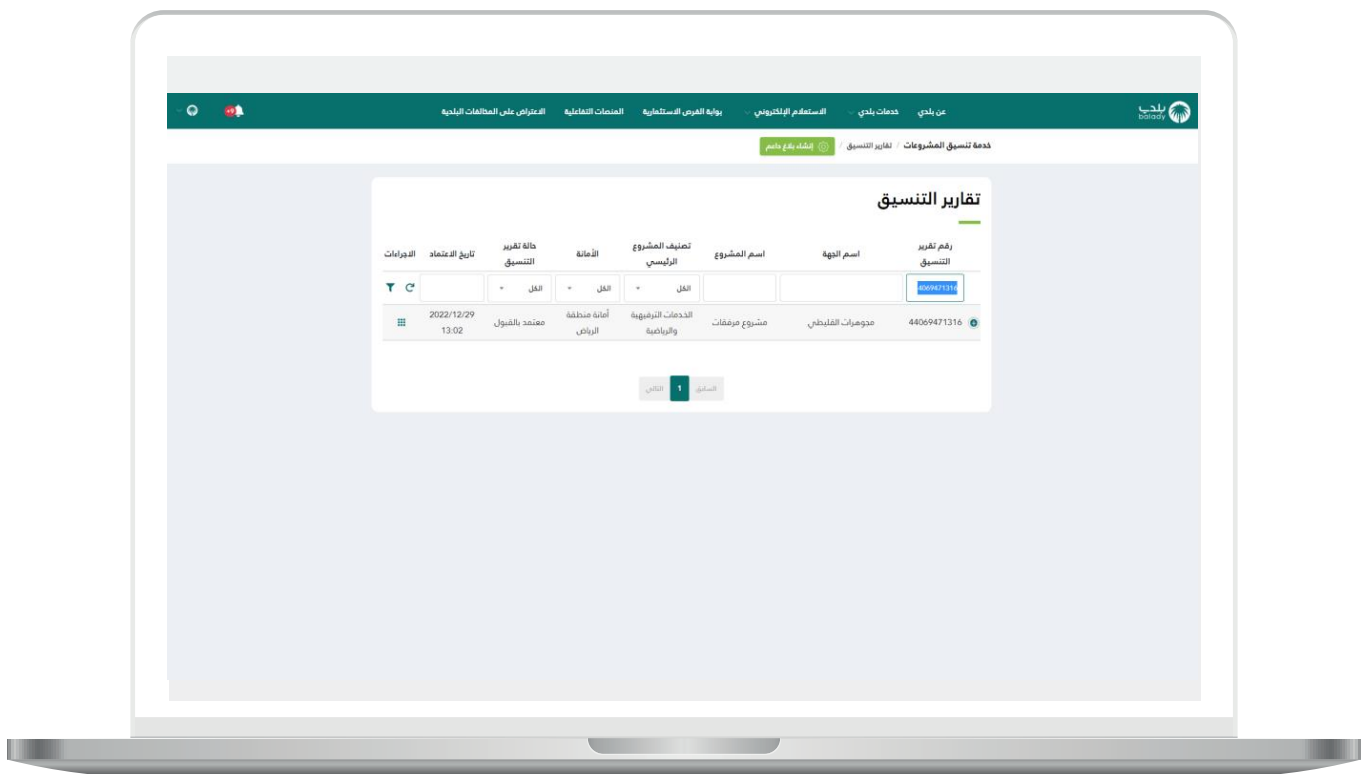 بلدي
balady
عن بلدي خدمات بلدي الاستعلام الإلكتروني بوابة الفرص الاستثمارية المنصات التفاعلية الاعتراض على المخالفات البلدية
خدمة تنسيق المشروعات / تقارير التنسيق / إنشاء بلاغ داعم
تقارير التنسيق
رقم تقرير التنسيق اسم الجهة اسم المشروع تصنيف المشروع الرئيسي الأمانة حالة تقرير التنسيق تاريخ الاعتماد الاجراءات
4069471316 الكل الكل الكل
44069471316 مجوهرات القليطي مشروع مرفقات الخدمات الترفيهية والرياضية أمانة منطقة الرياض معتمد بالقبول 2022/12/29 13:02
السابق 1 التالي